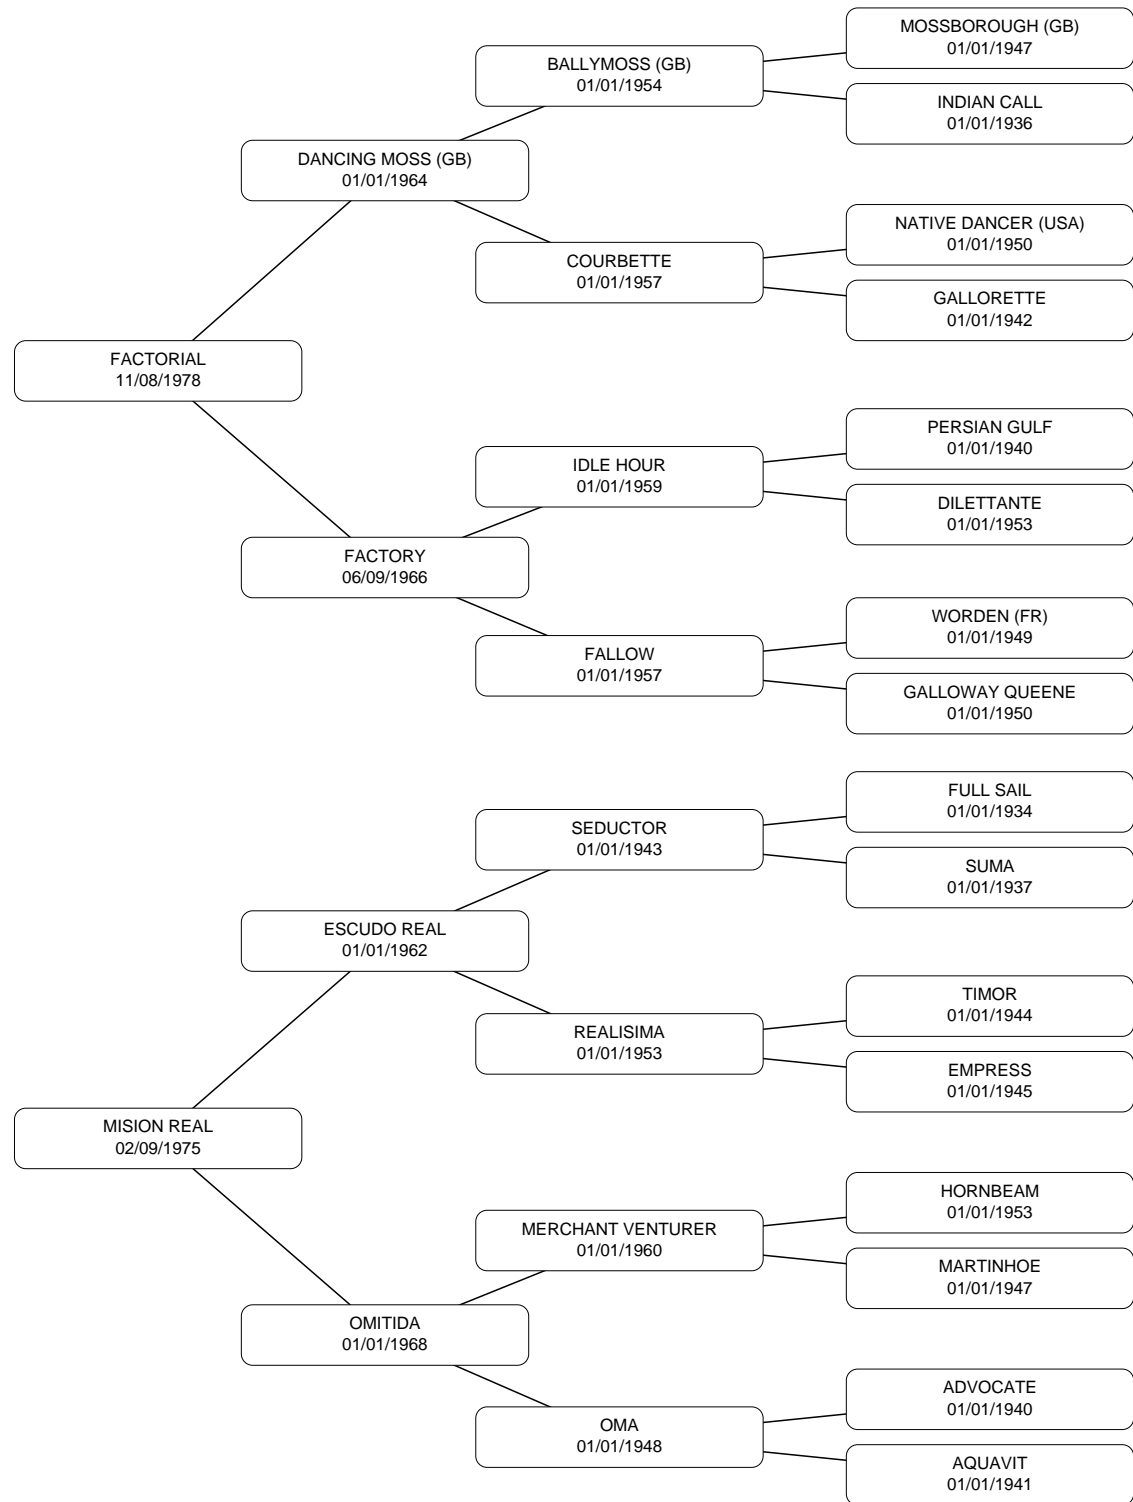 MOSSBOROUGH (GB)
01/01/1947
BALLYMOSS (GB)
01/01/1954
INDIAN CALL
01/01/1936
DANCING MOSS (GB)
01/01/1964
NATIVE DANCER (USA)
01/01/1950
COURBETTE
01/01/1957
GALLORETTE
01/01/1942
FACTORIAL
11/08/1978
PERSIAN GULF
01/01/1940
IDLE HOUR
01/01/1959
DILETTANTE
01/01/1953
FACTORY
06/09/1966
WORDEN (FR)
01/01/1949
FALLOW
01/01/1957
GALLOWAY QUEENE
01/01/1950
FULL SAIL
01/01/1934
SEDUCTOR
01/01/1943
SUMA
01/01/1937
ESCUDO REAL
01/01/1962
TIMOR
01/01/1944
REALISIMA
01/01/1953
EMPRESS
01/01/1945
MISION REAL
02/09/1975
HORNBEAM
01/01/1953
MERCHANT VENTURER
01/01/1960
MARTINHOE
01/01/1947
OMITIDA
01/01/1968
ADVOCATE
01/01/1940
OMA
01/01/1948
AQUAVIT
01/01/1941